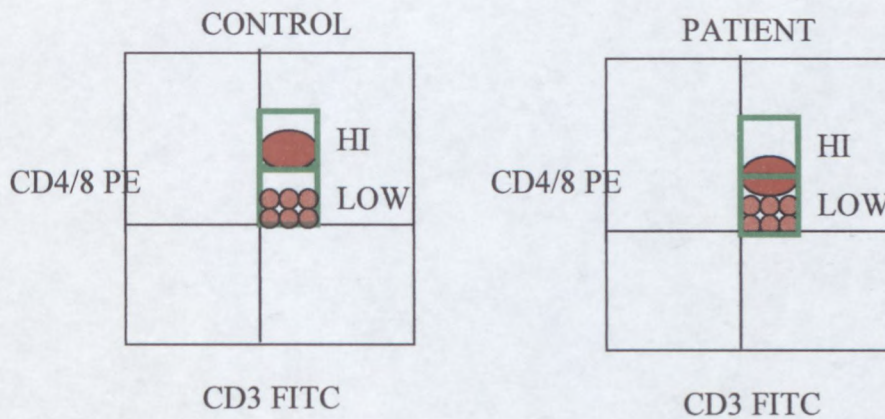 CONTROL
HI
CD4/8 PE
LOW
CD3 FITC
PATIENT
HI
CD4/8 PE
LOW
CD3 FITC